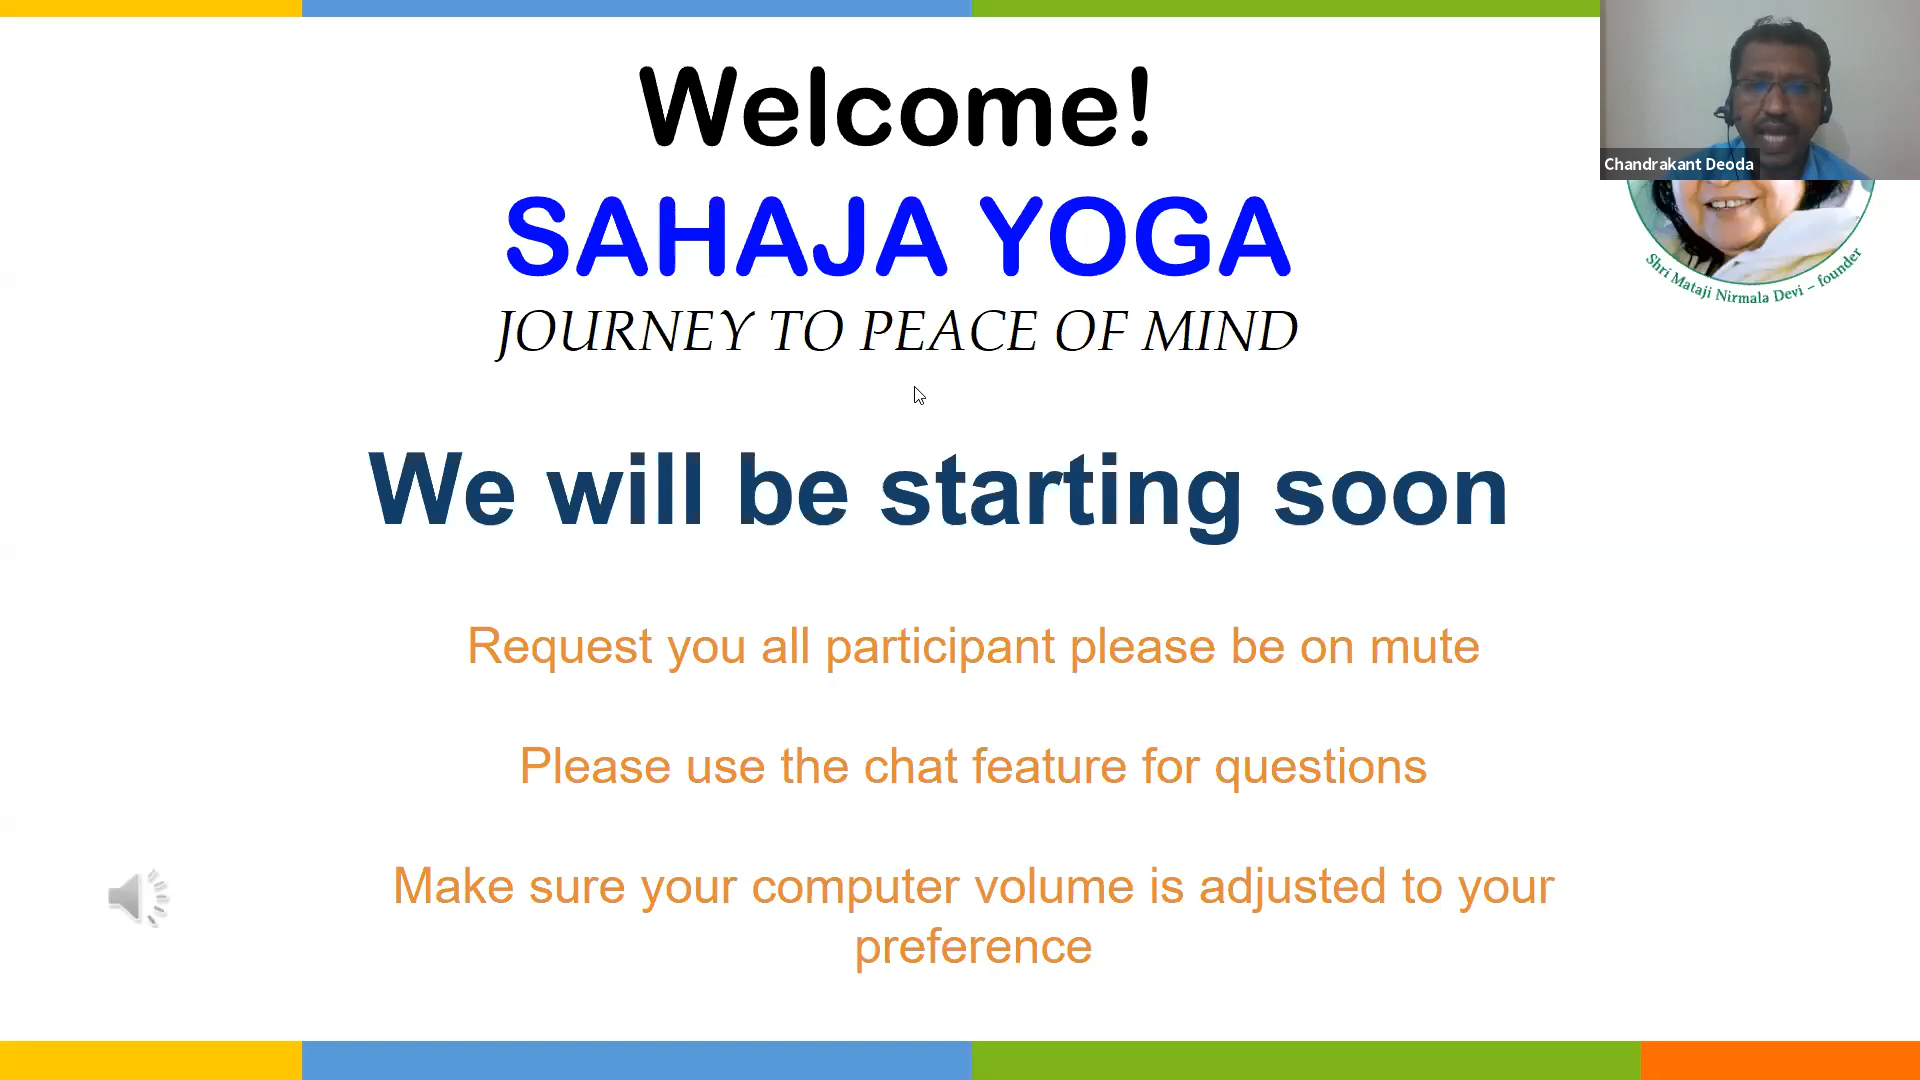 Welcome!
SAHAJA YOGA
JOURNEY TO PEACE OF MIND
Chandrakant Deoda
Shri Mataji Nirmala Devi – founder
We will be starting soon
Request you all participant please be on mute
Please use the chat feature for questions
Make sure your computer volume is adjusted to your
preference